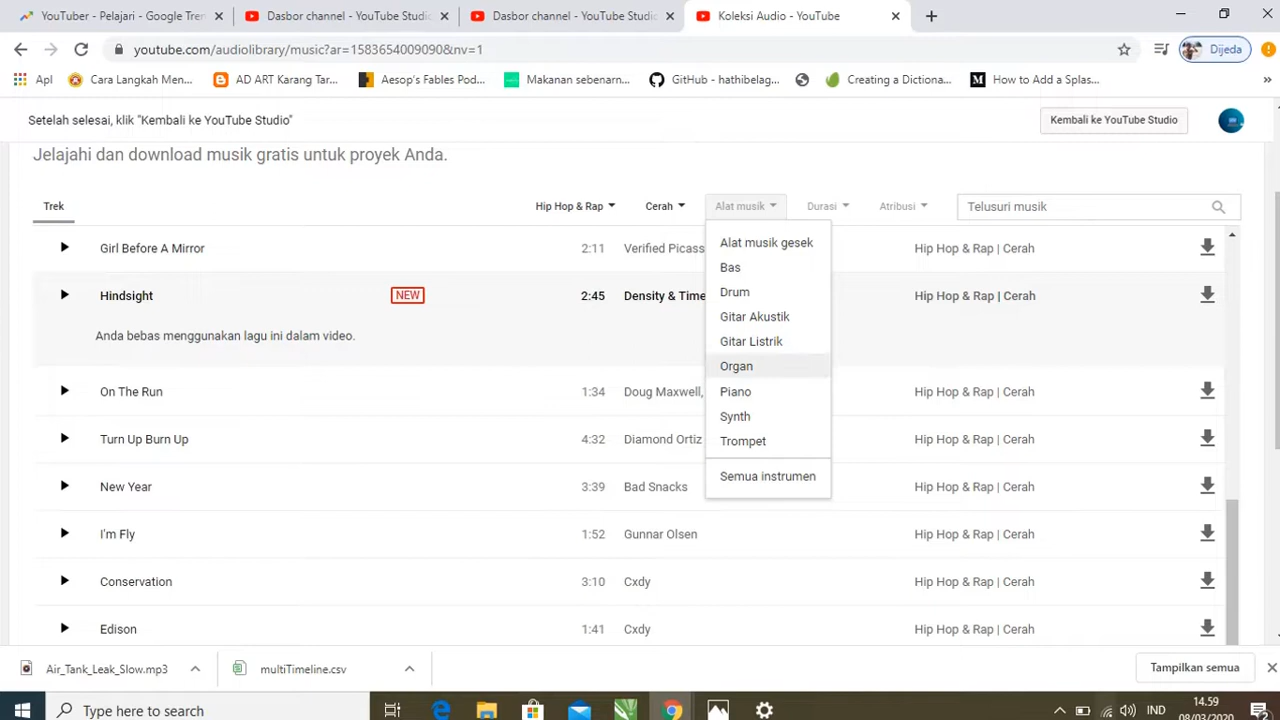 YouTuber - Pelajari - Google Tren
Dasbor channel - YouTube Studio
Dasbor channel - YouTube Studio
Koleksi Audio - YouTube
youtube.com/audiolibrary/music?ar=1583654009090&nv=1
Dijeda
Apl
Cara Langkah Men...
AD ART Karang Tar...
Aesop's Fables Pod...
Makanan sebenarn...
GitHub - hathibelag...
Creating a Dictiona...
How to Add a Splas...
Setelah selesai, klik "Kembali ke YouTube Studio"
Kembali ke YouTube Studio
Jelajahi dan download musik gratis untuk proyek Anda.
Trek
Hip Hop & Rap
Cerah
Alat musik
Durasi
Atribusi
Telusuri musik
Girl Before A Mirror 2:11 Verified Picass Hip Hop & Rap | Cerah
Hindsight NEW 2:45 Density & Time Hip Hop & Rap | Cerah
Anda bebas menggunakan lagu ini dalam video.
On The Run 1:34 Doug Maxwell, Hip Hop & Rap | Cerah
Turn Up Burn Up 4:32 Diamond Ortiz Hip Hop & Rap | Cerah
New Year 3:39 Bad Snacks Hip Hop & Rap | Cerah
I'm Fly 1:52 Gunnar Olsen Hip Hop & Rap | Cerah
Conservation 3:10 Cxdy Hip Hop & Rap | Cerah
Edison 1:41 Cxdy Hip Hop & Rap | Cerah
Alat musik gesek
Bas
Drum
Gitar Akustik
Gitar Listrik
Organ
Piano
Synth
Trompet
Semua instrumen
Air_Tank_Leak_Slow.mp3
multiTimeline.csv
Tampilkan semua
Type here to search
IND
14.59
08/03/2020